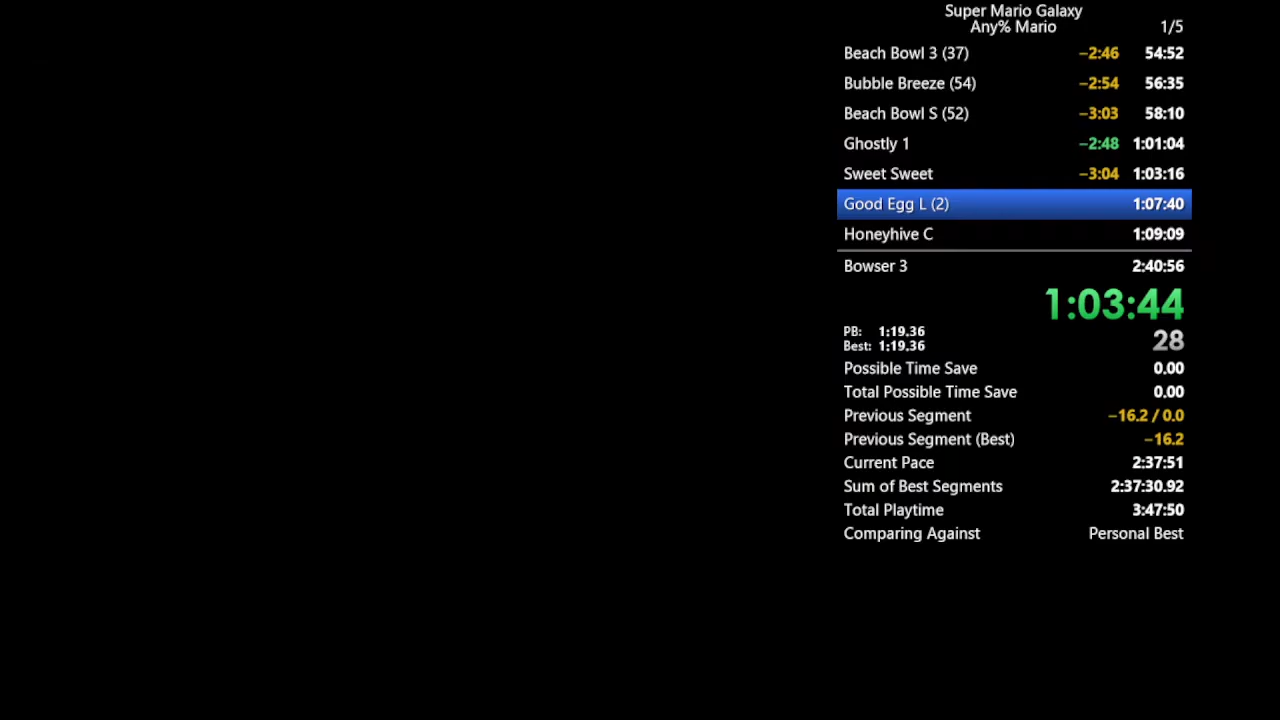 Super Mario Galaxy
Any% Mario 1/5
Beach Bowl 3 (37) −2:46 54:52
Bubble Breeze (54) −2:54 56:35
Beach Bowl S (52) −3:03 58:10
Ghostly 1 −2:48 1:01:04
Sweet Sweet −3:04 1:03:16
Good Egg L (2) 1:07:40
Honeyhive C 1:09:09
Bowser 3 2:40:56
1:03:44
PB: 1:19.36
Best: 1:19.36
28
Possible Time Save 0.00
Total Possible Time Save 0.00
Previous Segment −16.2 / 0.0
Previous Segment (Best) −16.2
Current Pace 2:37:51
Sum of Best Segments 2:37:30.92
Total Playtime 3:47:50
Comparing Against Personal Best